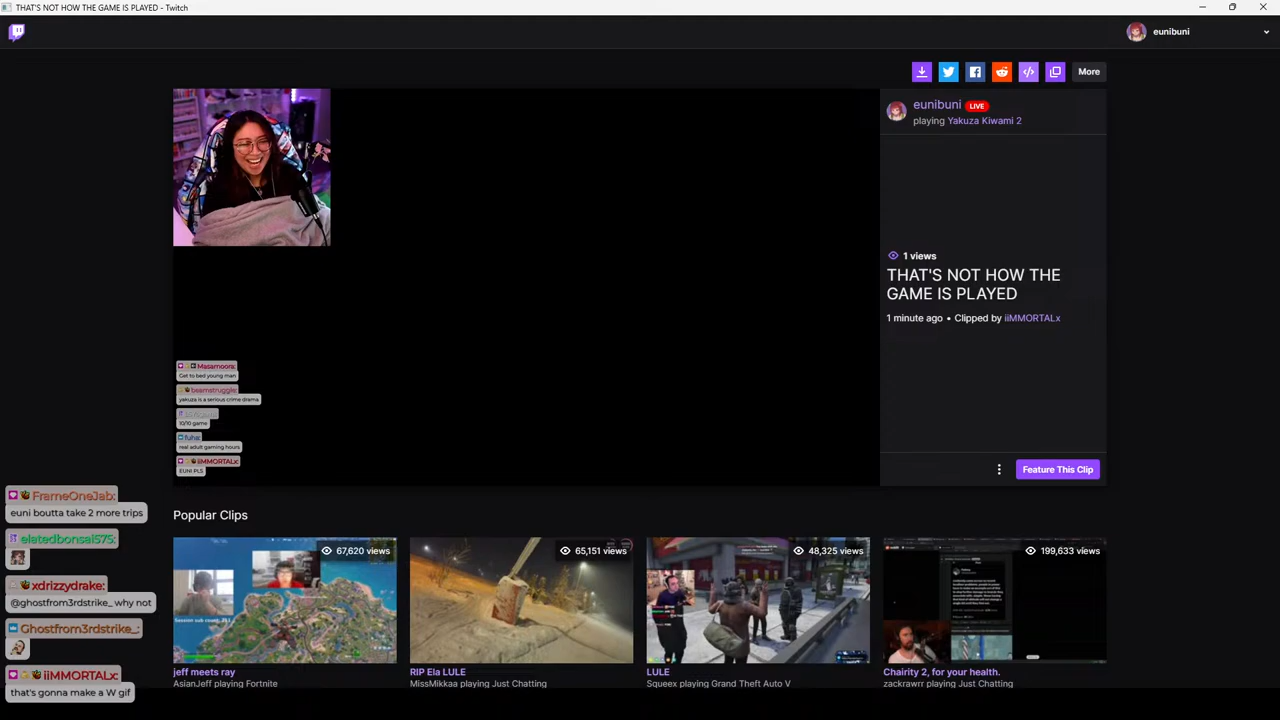 THAT'S NOT HOW THE GAME IS PLAYED - Twitch
eunibuni
More
eunibuni LIVE
playing Yakuza Kiwami 2
1 views
THAT'S NOT HOW THE
GAME IS PLAYED
1 minute ago • Clipped by iiMMORTALx
Feature This Clip
Masamoora:
Get to bed young man
beamstruggle:
yakuza is a serious crime drama
10/10 game
fuhs:
real adult gaming hours
iiMMORTALx:
EUNI PLS
FrameOneJab:
euni boutta take 2 more trips
elatedbonsai575:
xdrizzydrake:
@ghostfrom3rdstrike_ why not
Ghostfrom3rdstrike_:
iiMMORTALx:
that's gonna make a W gif
Popular Clips
67,620 views
65,151 views
48,325 views
199,633 views
jeff meets ray
AsianJeff playing Fortnite
RIP Ela LULE
MissMikkaa playing Just Chatting
LULE
Squeex playing Grand Theft Auto V
Chairity 2, for your health.
zackrawrr playing Just Chatting